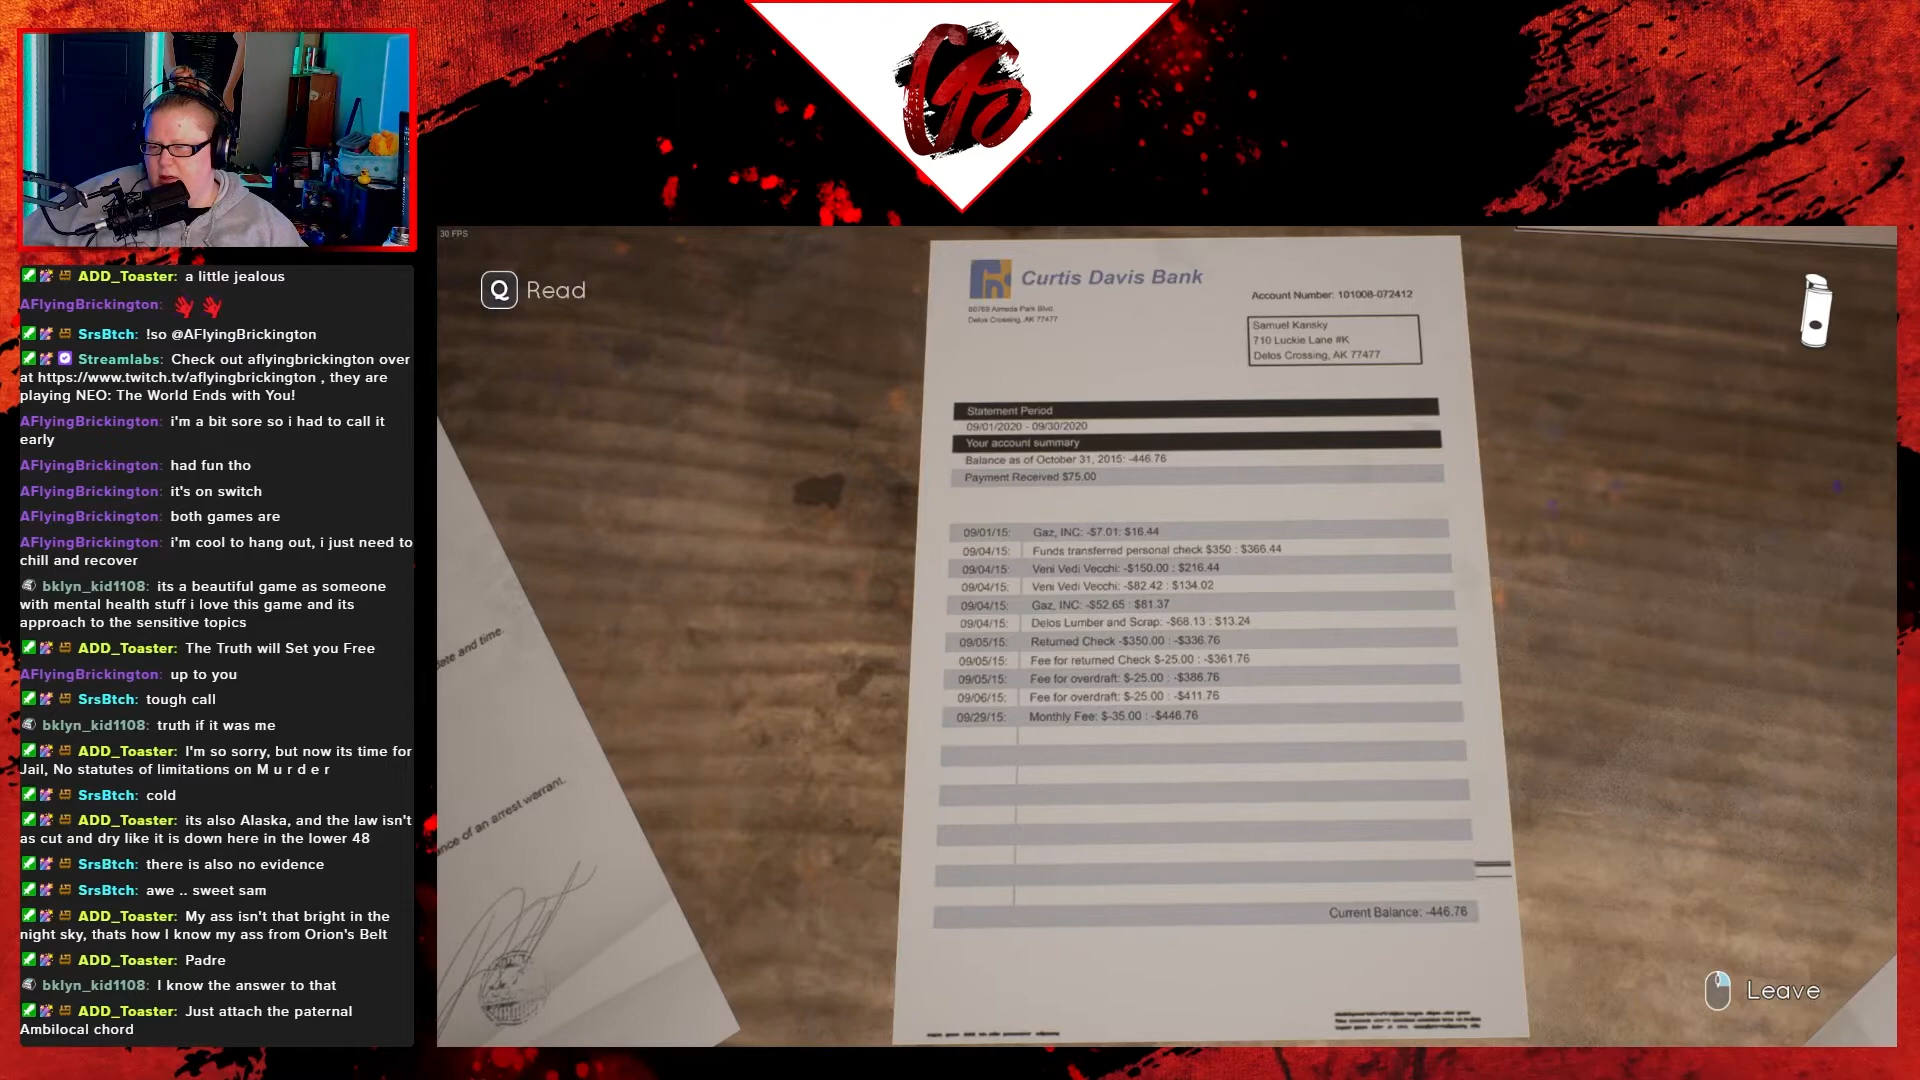 ADD_Toaster: a little jealous
AFlyingBrickington:
SrsBtch: !so @AFlyingBrickington
Streamlabs: Check out aflyingbrickington over
at https://www.twitch.tv/aflyingbrickington , they are
playing NEO: The World Ends with You!
AFlyingBrickington: i'm a bit sore so i had to call it
early
AFlyingBrickington: had fun tho
AFlyingBrickington: it's on switch
AFlyingBrickington: both games are
AFlyingBrickington: i'm cool to hang out, i just need to
chill and recover
bklyn_kid1108: its a beautiful game as someone
with mental health stuff i love this game and its
approach to the sensitive topics
ADD_Toaster: The Truth will Set you Free
AFlyingBrickington: up to you
SrsBtch: tough call
bklyn_kid1108: truth if it was me
ADD_Toaster: I'm so sorry, but now its time for
Jail, No statutes of limitations on M u r d e r
SrsBtch: cold
ADD_Toaster: its also Alaska, and the law isn't
as cut and dry like it is down here in the lower 48
SrsBtch: there is also no evidence
SrsBtch: awe .. sweet sam
ADD_Toaster: My ass isn't that bright in the
night sky, thats how I know my ass from Orion's Belt
ADD_Toaster: Padre
bklyn_kid1108: I know the answer to that
ADD_Toaster: Just attach the paternal
Ambilocal chord
30 FPS
Q Read
ate and time.
nce of an arrest warrant.
Curtis Davis Bank
80769 Almeda Park Blvd.
Delos Crossing, AK 77477
Account Number: 101008-072412
Samuel Kansky
710 Luckie Lane #K
Delos Crossing, AK 77477
Statement Period
09/01/2020 - 09/30/2020
Your account summary
Balance as of October 31, 2015: -446.76
Payment Received $75.00
09/01/15: Gaz, INC: -$7.01: $16.44
09/04/15: Funds transferred personal check $350 : $366.44
09/04/15: Veni Vedi Vecchi: -$150.00 : $216.44
09/04/15: Veni Vedi Vecchi: -$82.42 : $134.02
09/04/15: Gaz, INC: -$52.65 : $81.37
09/04/15: Delos Lumber and Scrap: -$68.13 : $13.24
09/05/15: Returned Check -$350.00 : -$336.76
09/05/15: Fee for returned Check $-25.00 : -$361.76
09/05/15: Fee for overdraft: $-25.00 : -$386.76
09/06/15: Fee for overdraft: $-25.00 : -$411.76
09/29/15: Monthly Fee: $-35.00 : -$446.76
Current Balance: -446.76
Leave